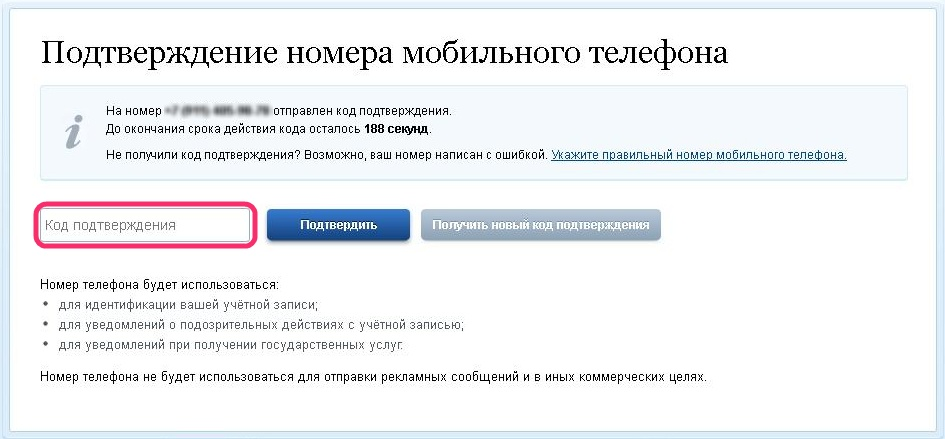 Подтверждение номера мобильного телефона
На номер отправлен код подтверждения.
До окончания срока действия кода осталось 188 секунд.
Не получили код подтверждения? Возможно, ваш номер написан с ошибкой. Укажите правильный номер мобильного телефона.
Код подтверждения Подтвердить Получить новый код подтверждения
Номер телефона будет использоваться:
• для идентификации вашей учётной записи;
• для уведомлений о подозрительных действиях с учётной записью;
• для уведомлений при получении государственных услуг.
Номер телефона не будет использоваться для отправки рекламных сообщений и в иных коммерческих целях.